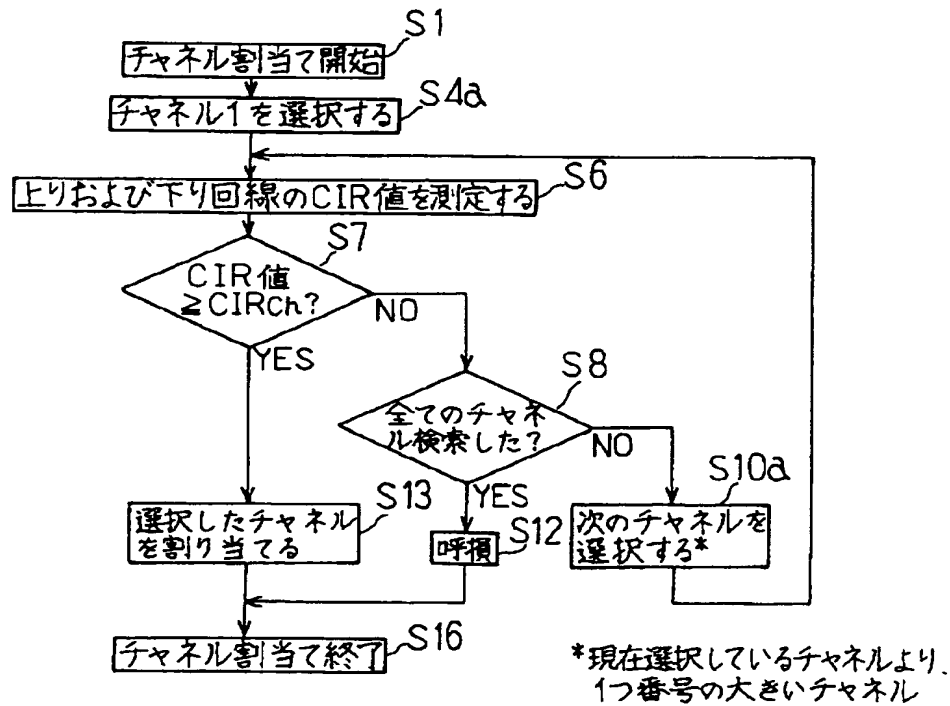 S1
チャネル割当て開始
S4a
チャネル1を選択する
S6
上りおよび下り回線のCIR値を測定する
S7
CIR値
≧CIRch?
NO
YES
S8
全てのチャネ
ル検索した?
NO
YES
S10a
次のチャネルを
選択する*
S13
選択したチャネル
を割り当てる
S12
呼損
S16
チャネル割当て終了
*現在選択しているチャネルより、
1つ番号の大きいチャネル